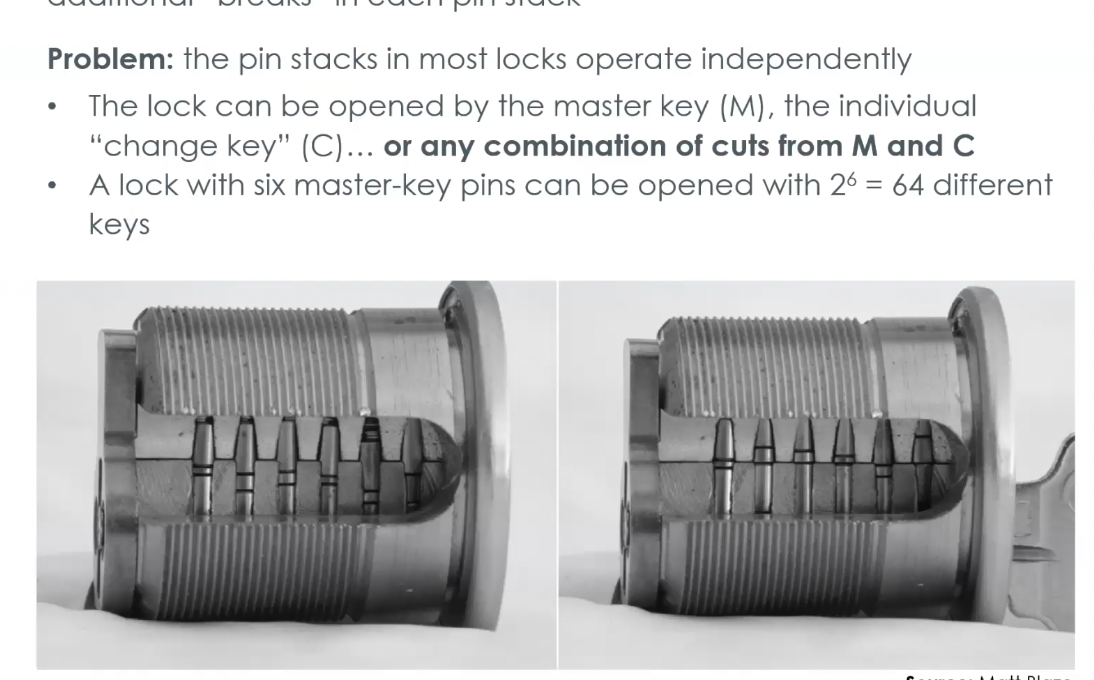 additional “breaks” in each pin stack
Problem: the pin stacks in most locks operate independently
• The lock can be opened by the master key (M), the individual
“change key” (C)… or any combination of cuts from M and C
• A lock with six master-key pins can be opened with 2⁶ = 64 different
keys
Source: Matt Blaze